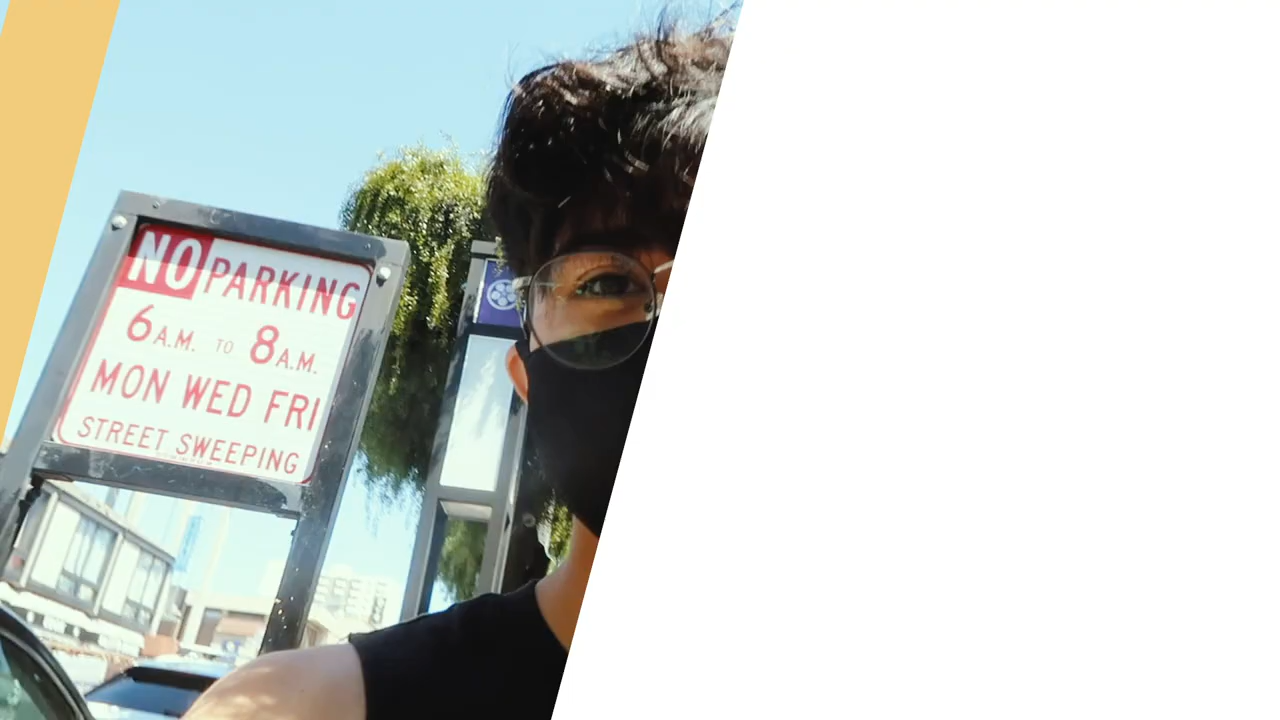 NO PARKING
6 A.M. TO 8 A.M.
MON WED FRI
STREET SWEEPING